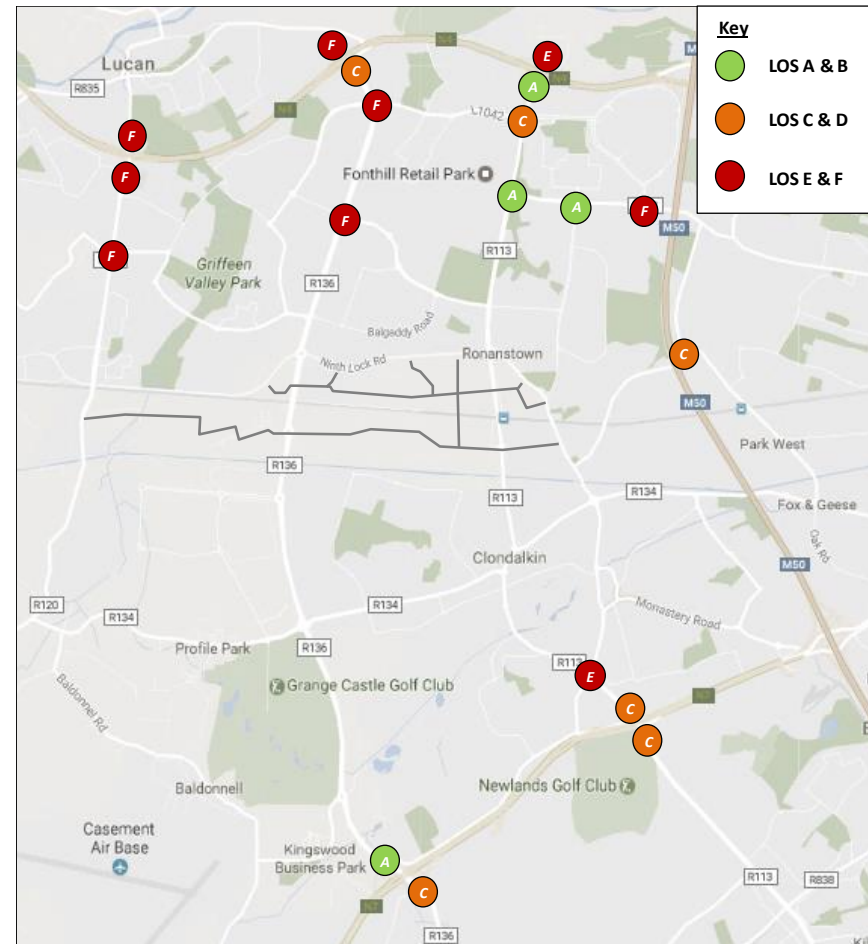 Key
LOS A & B
LOS C & D
LOS E & F
Lucan
R835
F
C
F
N4
N4
E
A
C
L1042
F
F
F
Fonthill Retail Park
A
A
F
M50
F
R113
Griffeen
Valley Park
R136
Balgaddy Road
Ninth Lock Rd
Ronanstown
C
M50
Park West
R136
R113
R134
Fox & Geese
Oak Rd
Clondalkin
M50
R120
R134
R134
Monastery Road
Profile Park
R136
R113
E
Grange Castle Golf Club
C
N7
C
Baldonnel Rd
Baldonnell
Newlands Golf Club
Casement
Air Base
Kingswood
Business Park
A
C
N7
R113
R838
R136